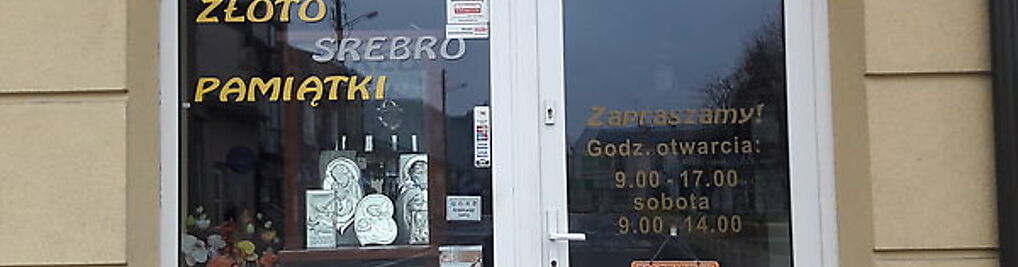 ZŁOTO
SREBRO
PAMIĄTKI
Zapraszamy!
Godz. otwarcia:
9.00 - 17.00
sobota
9.00 - 14.00